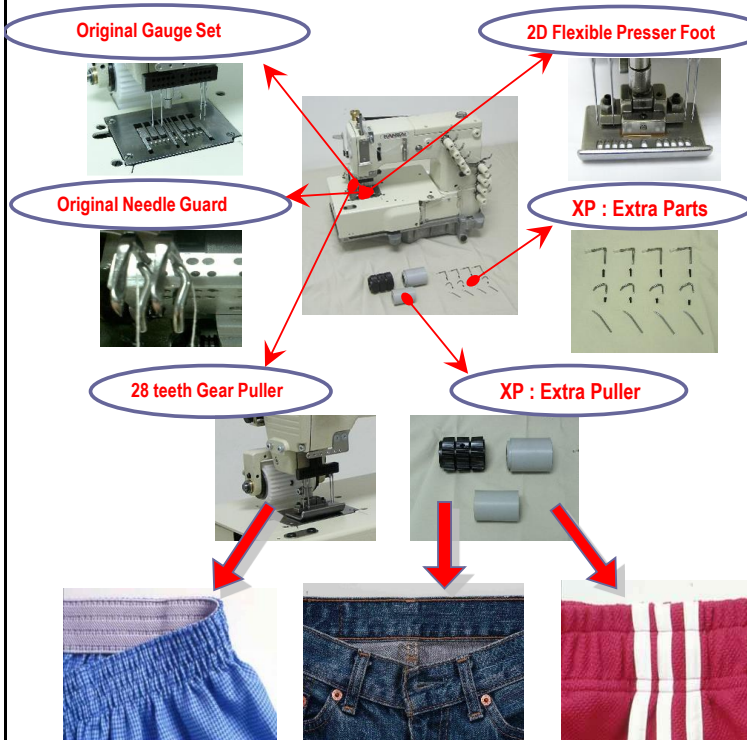 Original Gauge Set
2D Flexible Presser Foot
KANSAI
Original Needle Guard
XP : Extra Parts
28 teeth Gear Puller
XP : Extra Puller